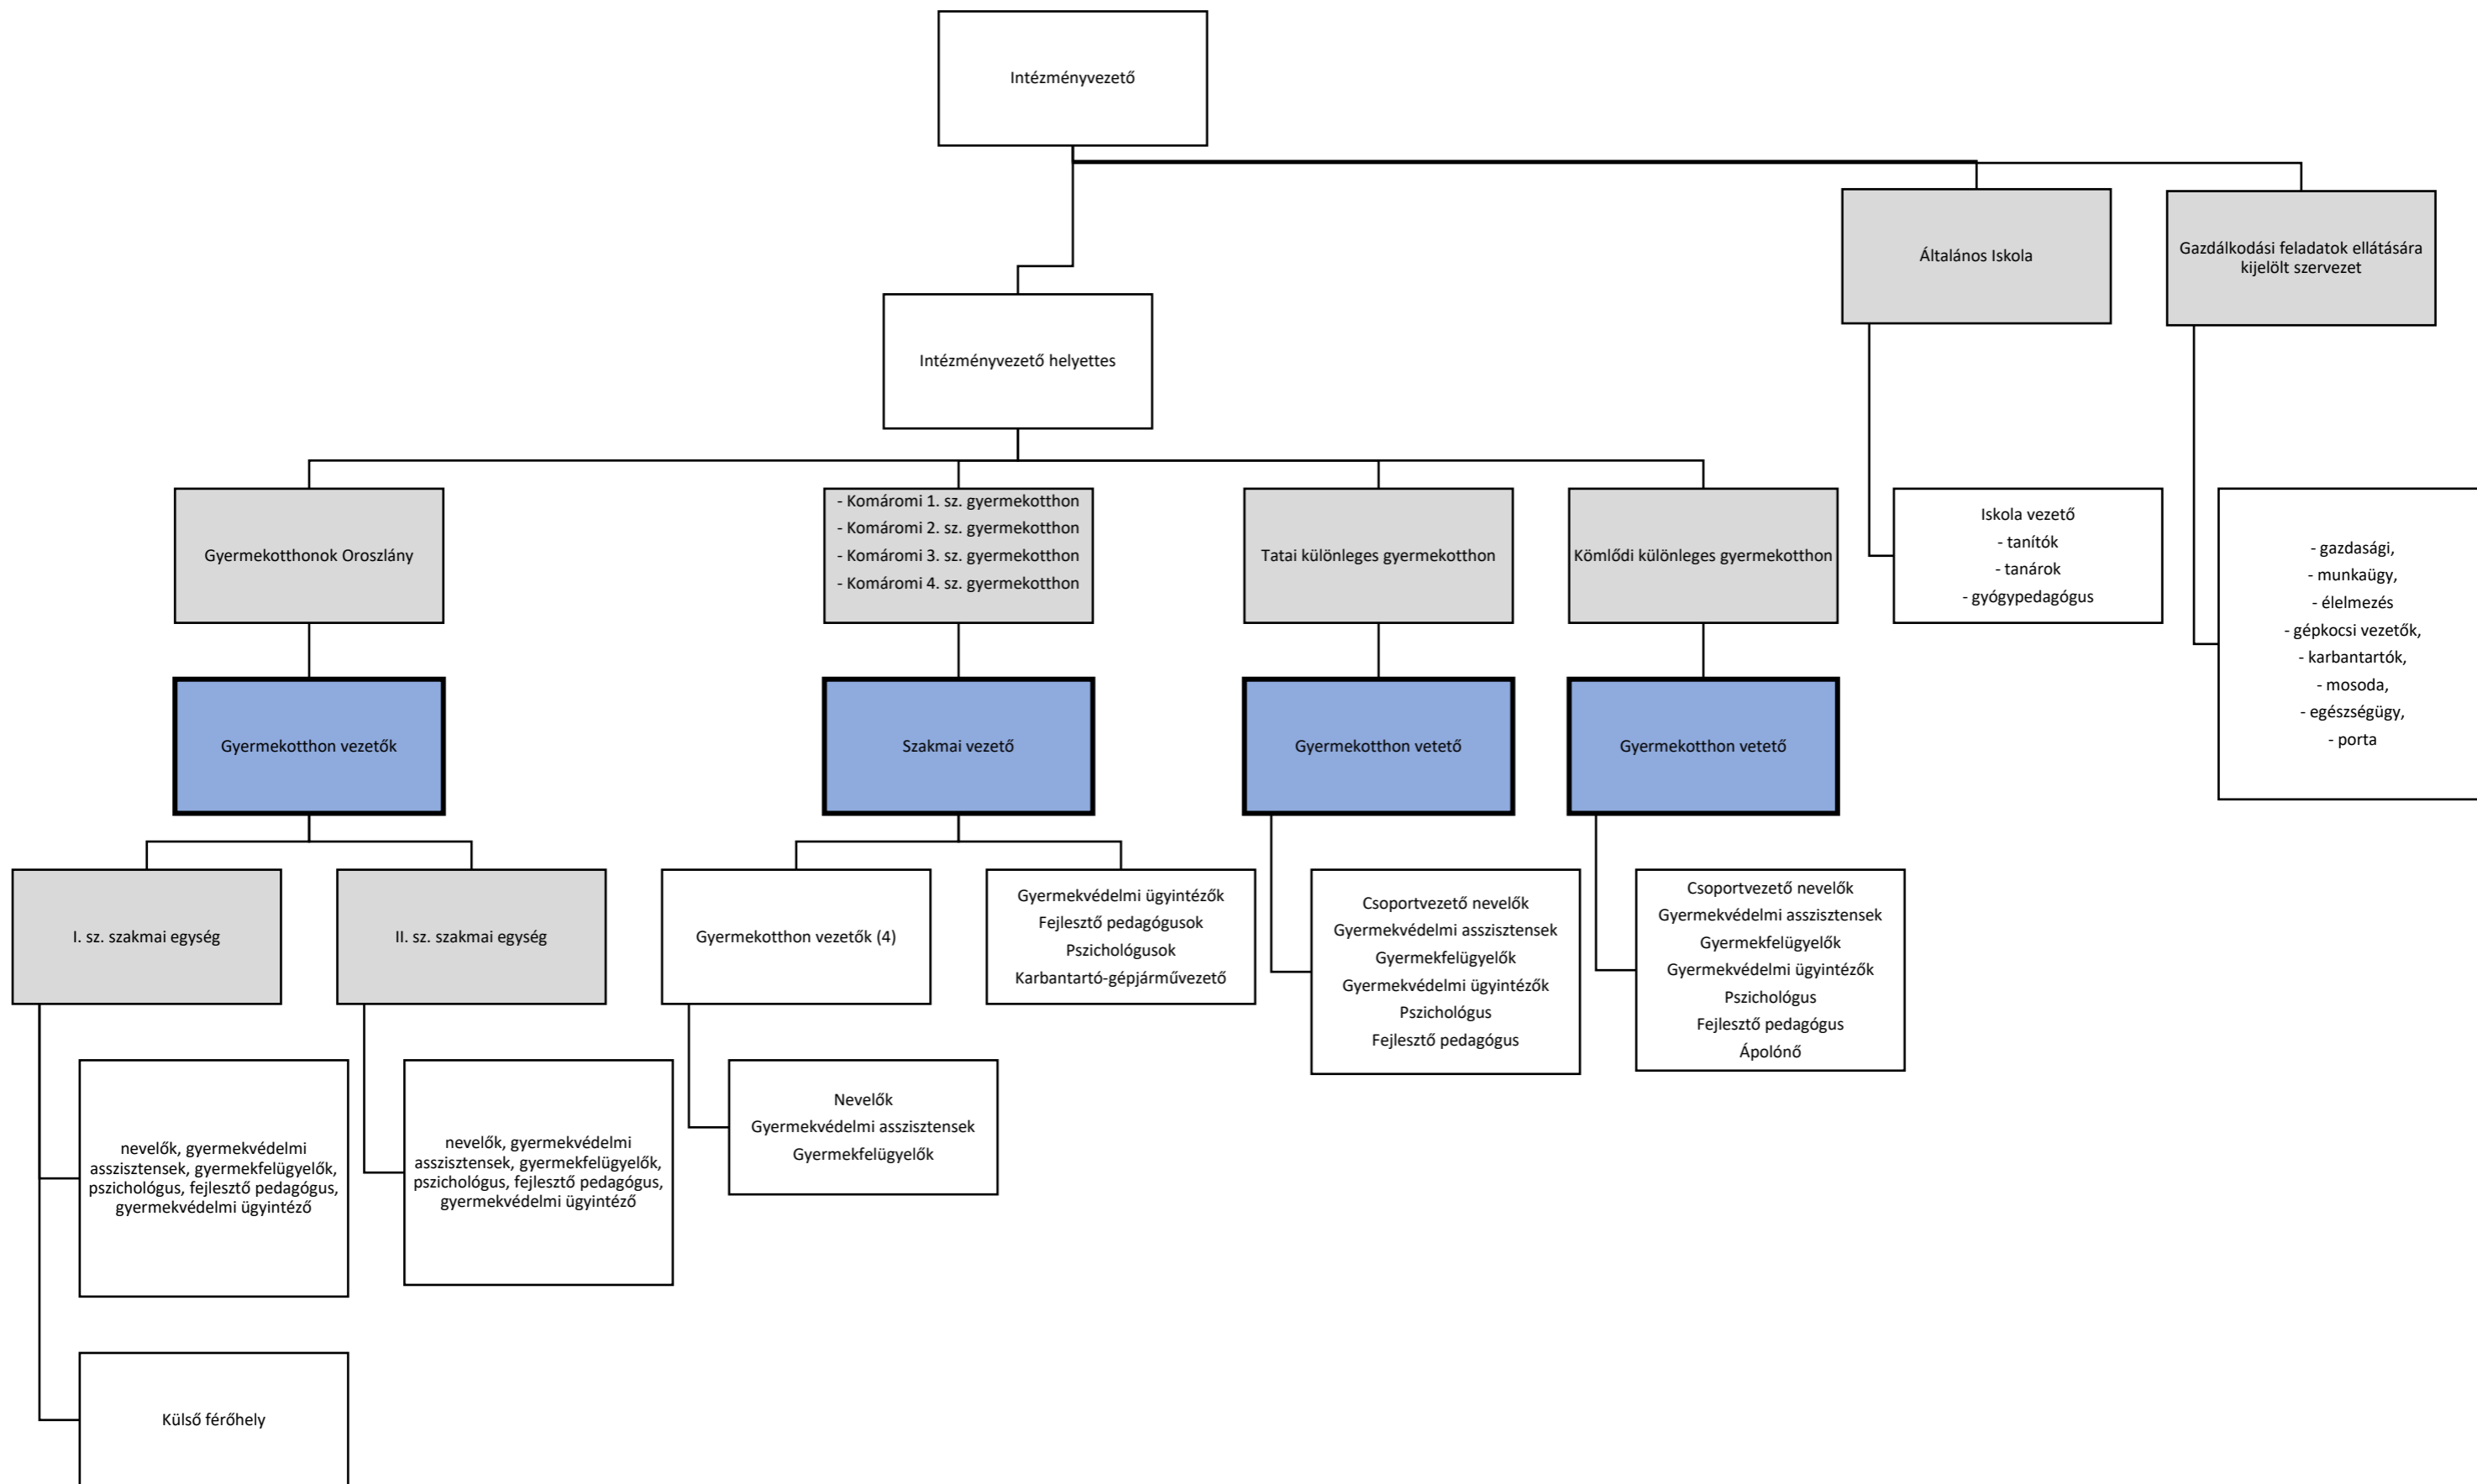 Intézményvezető
Általános Iskola
Gazdálkodási feladatok ellátására
kijelölt szervezet
Intézményvezető helyettes
Gyermekotthonok Oroszlány
- Komáromi 1. sz. gyermekotthon
- Komáromi 2. sz. gyermekotthon
- Komáromi 3. sz. gyermekotthon
- Komáromi 4. sz. gyermekotthon
Tatai különleges gyermekotthon
Kömlődi különleges gyermekotthon
Iskola vezető
- tanítók
- tanárok
- gyógypedagógus
- gazdasági,
- munkaügy,
- élelmezés
- gépkocsi vezetők,
- karbantartók,
- mosoda,
- egészségügy,
- porta
Gyermekotthon vezetők
Szakmai vezető
Gyermekotthon vetető
Gyermekotthon vetető
I. sz. szakmai egység
II. sz. szakmai egység
Gyermekotthon vezetők (4)
Gyermekvédelmi ügyintézők
Fejlesztő pedagógusok
Pszichológusok
Karbantartó-gépjárművezető
Csoportvezető nevelők
Gyermekvédelmi asszisztensek
Gyermekfelügyelők
Gyermekvédelmi ügyintézők
Pszichológus
Fejlesztő pedagógus
Csoportvezető nevelők
Gyermekvédelmi asszisztensek
Gyermekfelügyelők
Gyermekvédelmi ügyintézők
Pszichológus
Fejlesztő pedagógus
Ápolónő
nevelők, gyermekvédelmi
asszisztensek, gyermekfelügyelők,
pszichológus, fejlesztő pedagógus,
gyermekvédelmi ügyintéző
nevelők, gyermekvédelmi
asszisztensek, gyermekfelügyelők,
pszichológus, fejlesztő pedagógus,
gyermekvédelmi ügyintéző
Nevelők
Gyermekvédelmi asszisztensek
Gyermekfelügyelők
Külső férőhely